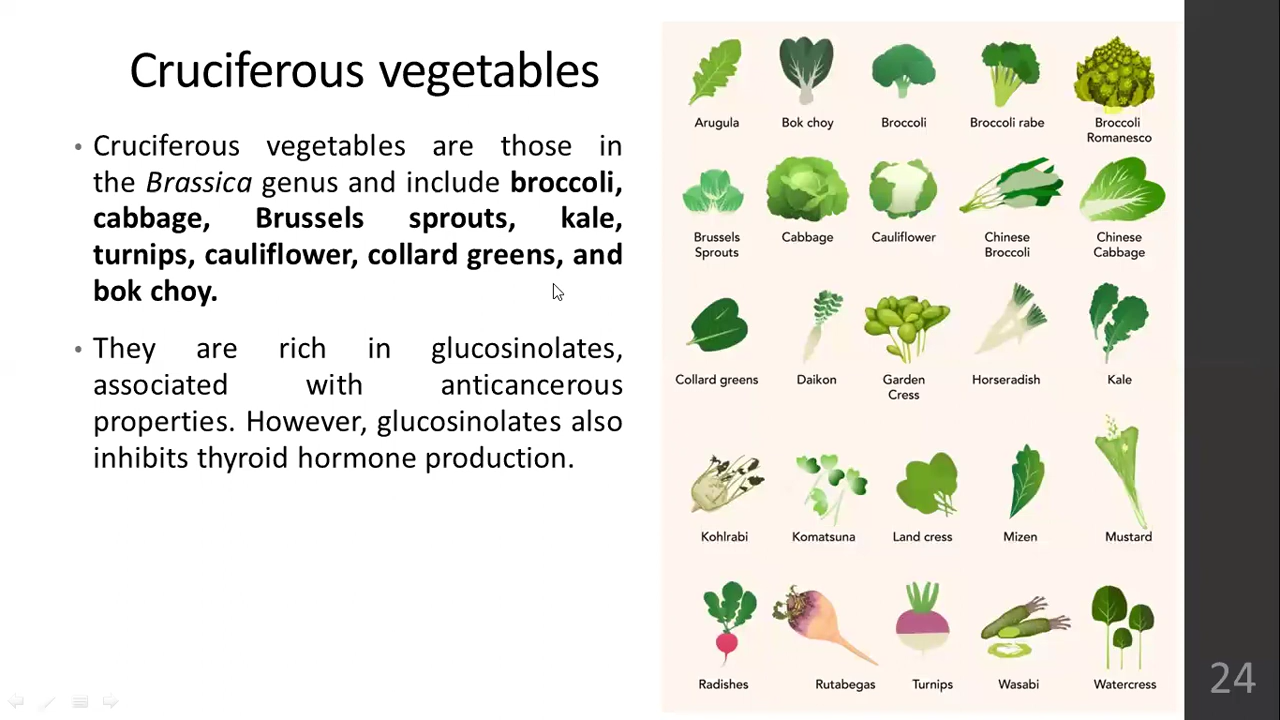 Cruciferous vegetables
• Cruciferous vegetables are those in
the Brassica genus and include broccoli,
cabbage, Brussels sprouts, kale,
turnips, cauliflower, collard greens, and
bok choy.
• They are rich in glucosinolates,
associated with anticancerous
properties. However, glucosinolates also
inhibits thyroid hormone production.
Arugula
Bok choy
Broccoli
Broccoli rabe
Broccoli
Romanesco
Brussels
Sprouts
Cabbage
Cauliflower
Chinese
Broccoli
Chinese
Cabbage
Collard greens
Daikon
Garden
Cress
Horseradish
Kale
Kohlrabi
Komatsuna
Land cress
Mizen
Mustard
Radishes
Rutabegas
Turnips
Wasabi
Watercress
24